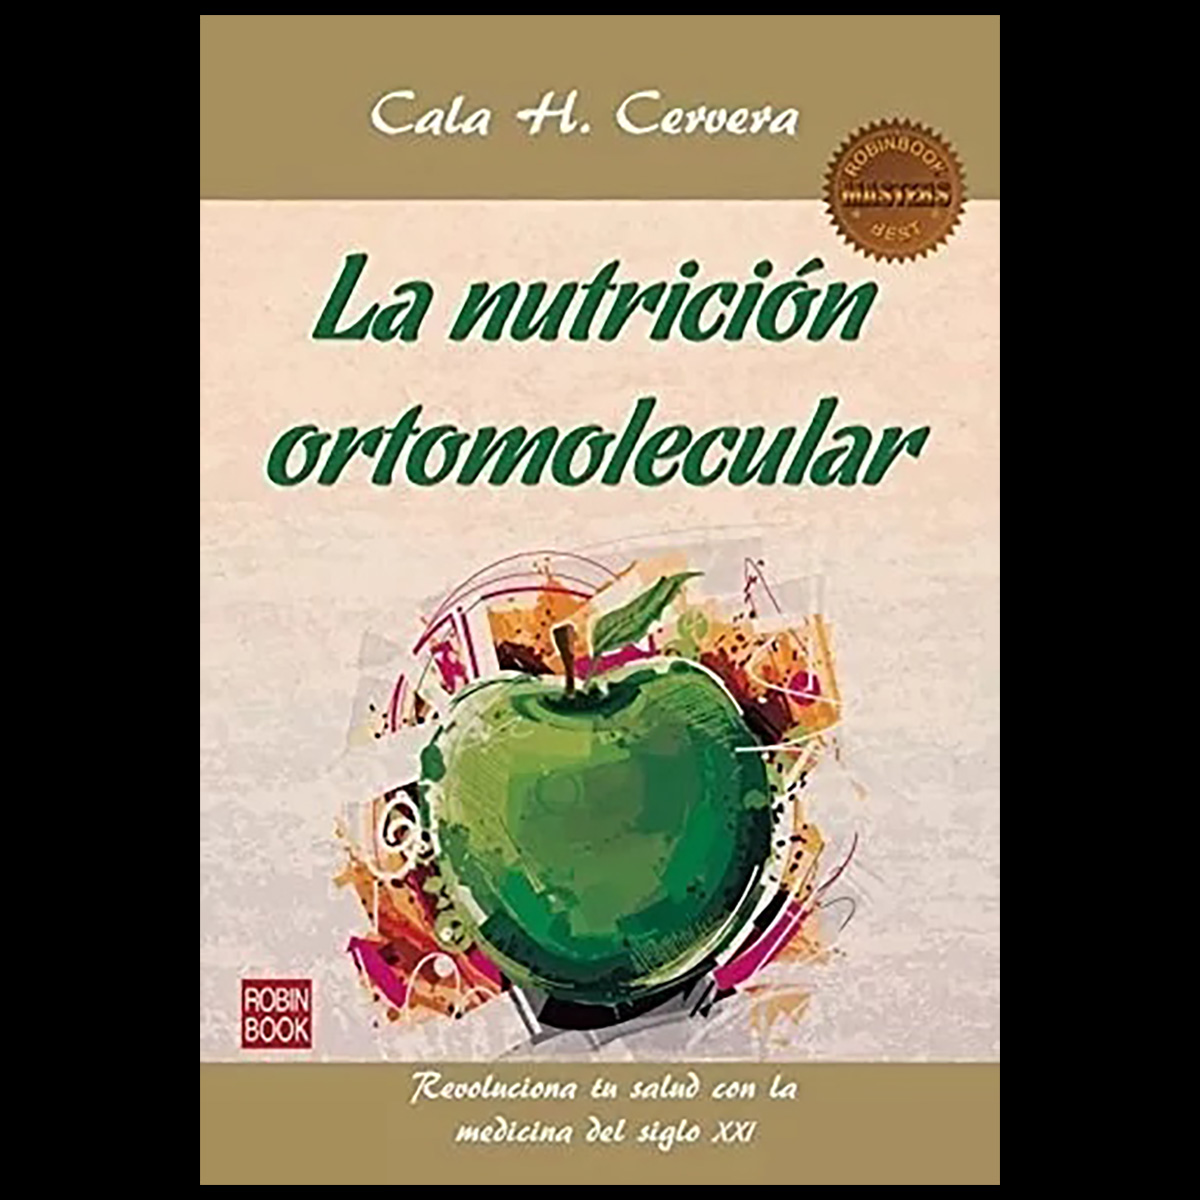 Cala H. Cervera
ROBINBOOK
MASTERS
BEST
La nutrición
ortomolecular
ROBIN
BOOK
Revoluciona tu salud con la
medicina del siglo XXI